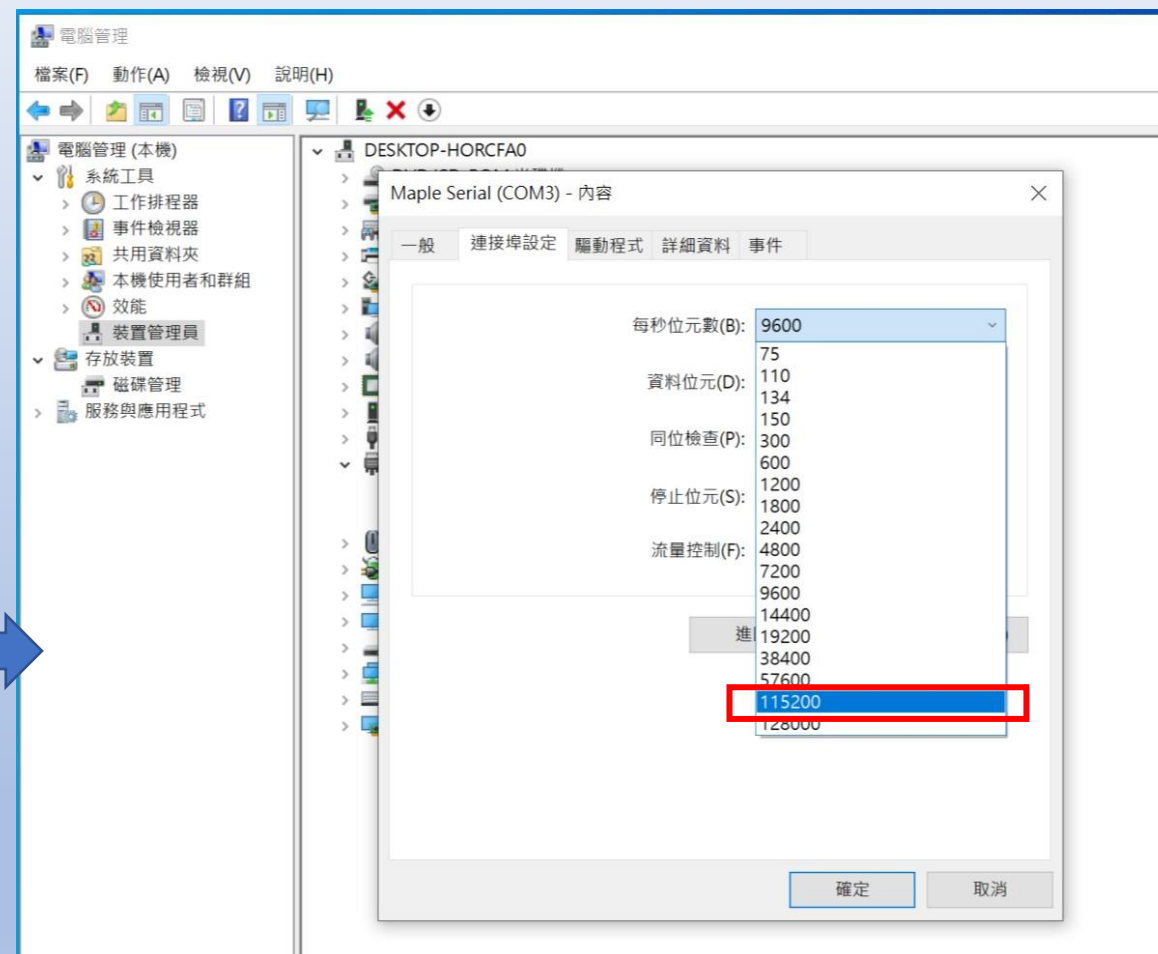 電腦管理
檔案(F) 動作(A) 檢視(V) 說明(H)
電腦管理 (本機)
系統工具
工作排程器
事件檢視器
共用資料夾
本機使用者和群組
效能
裝置管理員
存放裝置
磁碟管理
服務與應用程式
DESKTOP-HORCFA0
Maple Serial (COM3) - 內容
一般 連接埠設定 驅動程式 詳細資料 事件
每秒位元數(B): 9600
75
資料位元(D): 110
134
150
同位檢查(P): 300
600
停止位元(S): 1200
1800
2400
流量控制(F): 4800
7200
9600
14400
19200
38400
57600
115200
128000
確定 取消